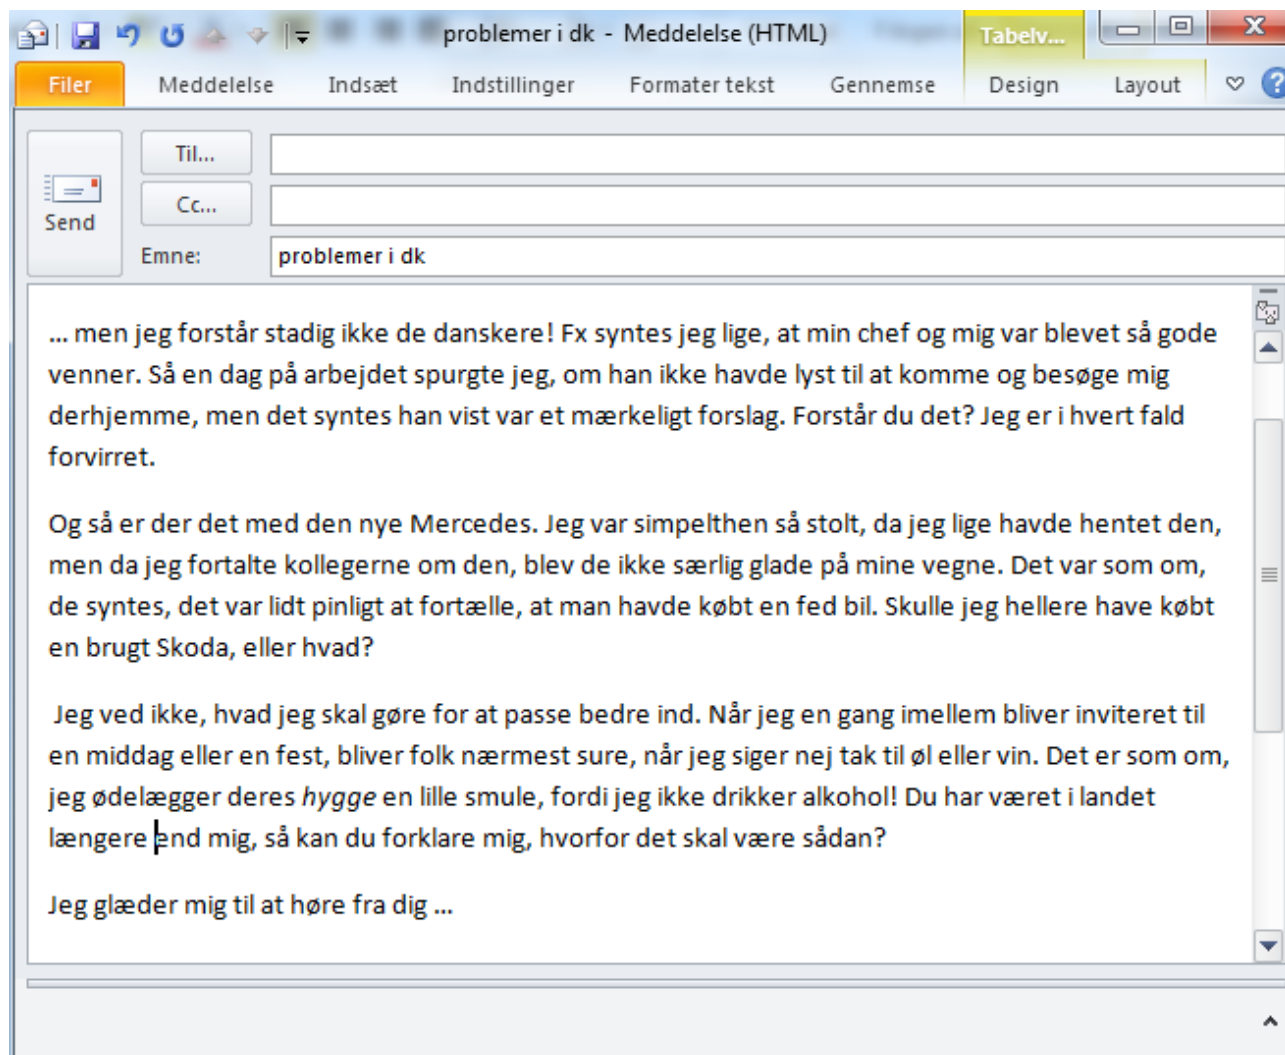 problemer i dk - Meddelelse (HTML)
Tabelv...
Filer Meddelelse Indsæt Indstillinger Formater tekst Gennemse Design Layout
Til...
Cc...
Send
Emne: problemer i dk
... men jeg forstår stadig ikke de danskere! Fx syntes jeg lige, at min chef og mig var blevet så gode
venner. Så en dag på arbejdet spurgte jeg, om han ikke havde lyst til at komme og besøge mig
derhjemme, men det syntes han vist var et mærkeligt forslag. Forstår du det? Jeg er i hvert fald
forvirret.
Og så er der det med den nye Mercedes. Jeg var simpelthen så stolt, da jeg lige havde hentet den,
men da jeg fortalte kollegerne om den, blev de ikke særlig glade på mine vegne. Det var som om,
de syntes, det var lidt pinligt at fortælle, at man havde købt en fed bil. Skulle jeg hellere have købt
en brugt Skoda, eller hvad?
Jeg ved ikke, hvad jeg skal gøre for at passe bedre ind. Når jeg en gang imellem bliver inviteret til
en middag eller en fest, bliver folk nærmest sure, når jeg siger nej tak til øl eller vin. Det er som om,
jeg ødelægger deres hygge en lille smule, fordi jeg ikke drikker alkohol! Du har været i landet
længere end mig, så kan du forklare mig, hvorfor det skal være sådan?
Jeg glæder mig til at høre fra dig ...